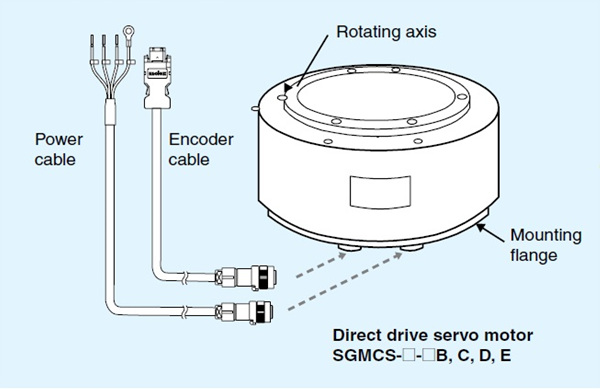 Rotating axis
Power
cable
Encoder
cable
Mounting
flange
Direct drive servo motor
SGMCS-□-□B, C, D, E